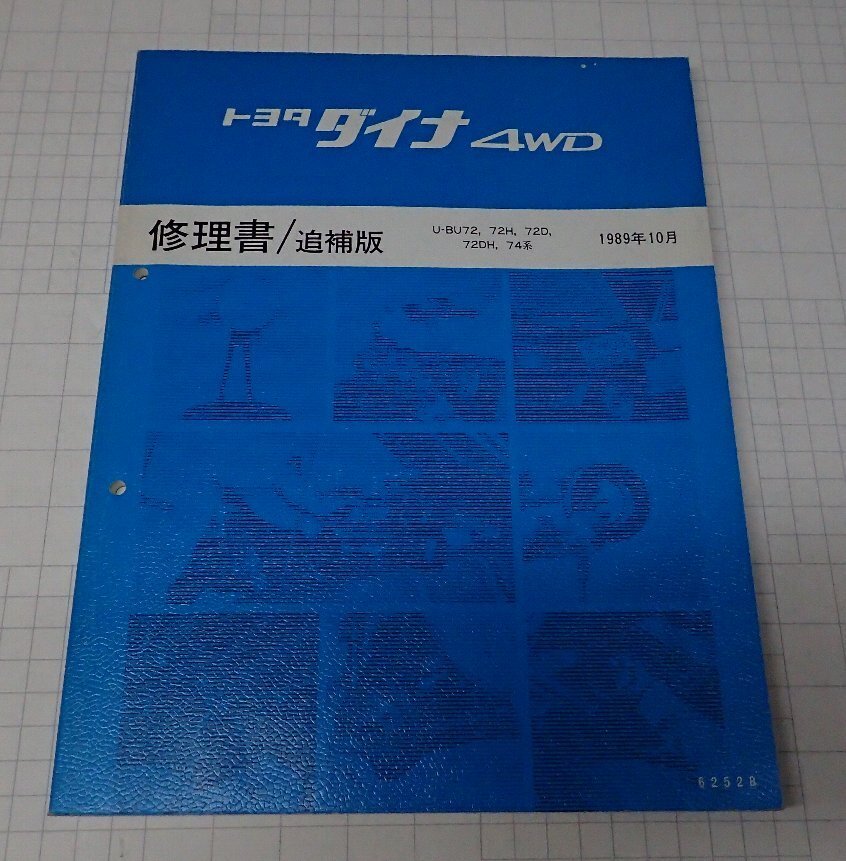 トヨタ ダイナ 4WD
修理書/追補版
U-BU72, 72H, 72D,
72DH, 74系
1989年10月
62528